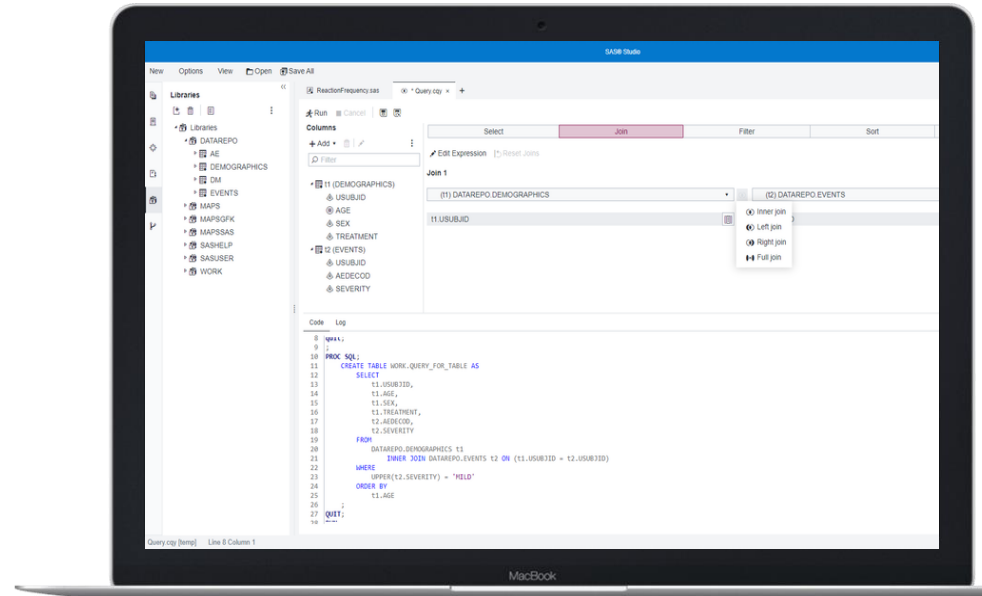 SAS® Studio
New Options View Open Save All
Libraries
Libraries
DATAREPO
AE
DEMOGRAPHICS
DM
EVENTS
MAPS
MAPSGFK
MAPSSAS
SASHELP
SASUSER
WORK
ReactionFrequency.sas * Query.cqy × +
Run Cancel
Columns
+ Add
Filter
t1 (DEMOGRAPHICS)
USUBJID
AGE
SEX
TREATMENT
t2 (EVENTS)
USUBJID
AEDECOD
SEVERITY
Select Join Filter Sort
Edit Expression Reset Joins
Join 1
(t1) DATAREPO.DEMOGRAPHICS (t2) DATAREPO.EVENTS
t1.USUBJID
Inner join
Left join
Right join
Full join
Code Log
8 QUIT;
9 ;
10 PROC SQL;
11 CREATE TABLE WORK.QUERY_FOR_TABLE AS
12 SELECT
13 t1.USUBJID,
14 t1.AGE,
15 t1.SEX,
16 t1.TREATMENT,
17 t2.AEDECOD,
18 t2.SEVERITY
19 FROM
20 DATAREPO.DEMOGRAPHICS t1
21 INNER JOIN DATAREPO.EVENTS t2 ON (t1.USUBJID = t2.USUBJID)
22 WHERE
23 UPPER(t2.SEVERITY) = 'MILD'
24 ORDER BY
25 t1.AGE
26 ;
27 QUIT;
Query.cqy [temp] Line 8 Column 1
MacBook